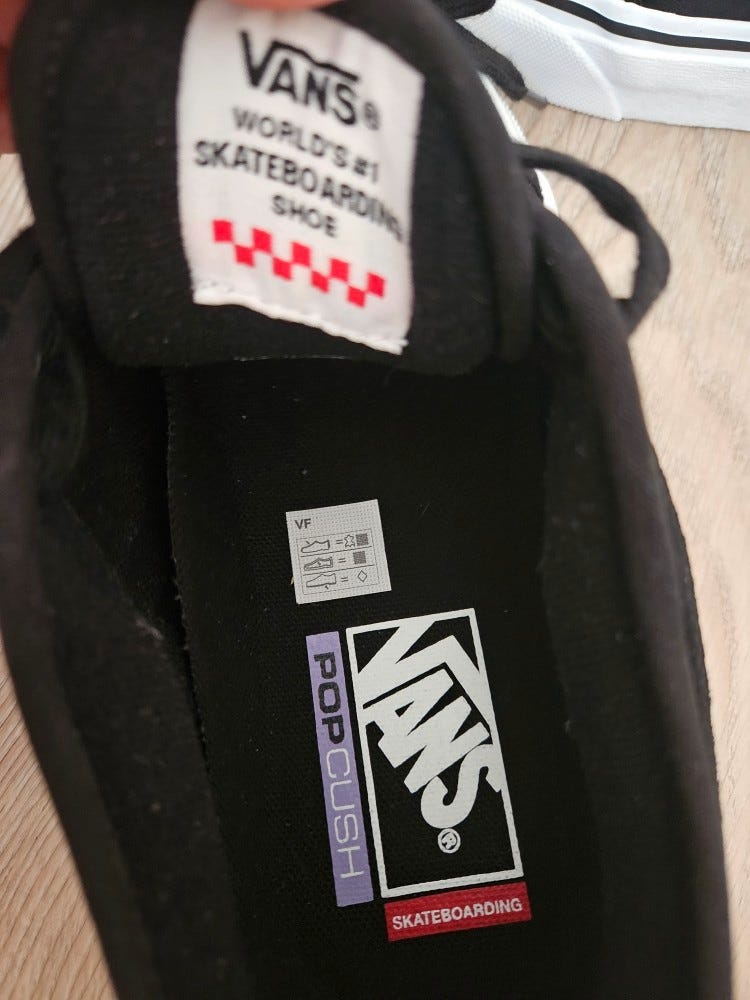 VANS®
WORLD'S #1
SKATEBOARDING
SHOE
VF
=
=
=
POPCUSH
VANS®
SKATEBOARDING